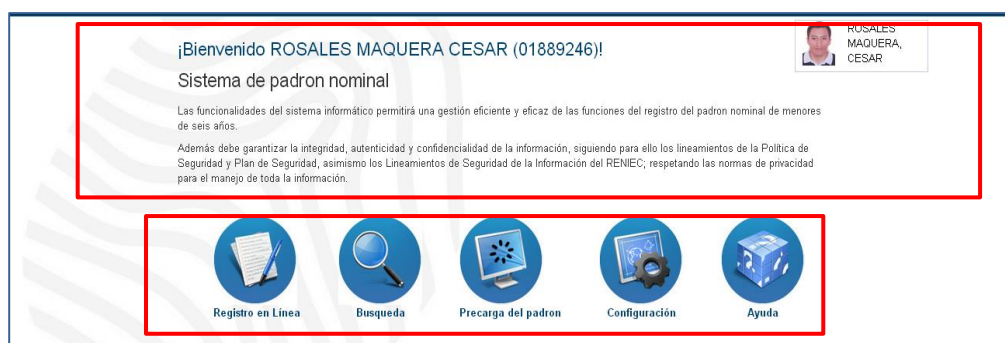 ¡Bienvenido ROSALES MAQUERA CESAR (01889246)!
ROSALES
MAQUERA,
CESAR
Sistema de padron nominal
Las funcionalidades del sistema informático permitirá una gestión eficiente y eficaz de las funciones del registro del padron nominal de menores
de seis años.
Además debe garantizar la integridad, autenticidad y confidencialidad de la información, siguiendo para ello los lineamientos de la Política de
Seguridad y Plan de Seguridad, asimismo los Lineamientos de Seguridad de la Información del RENIEC; respetando las normas de privacidad
para el manejo de toda la información.
Registro en Línea
Busqueda
Precarga del padron
Configuración
Ayuda